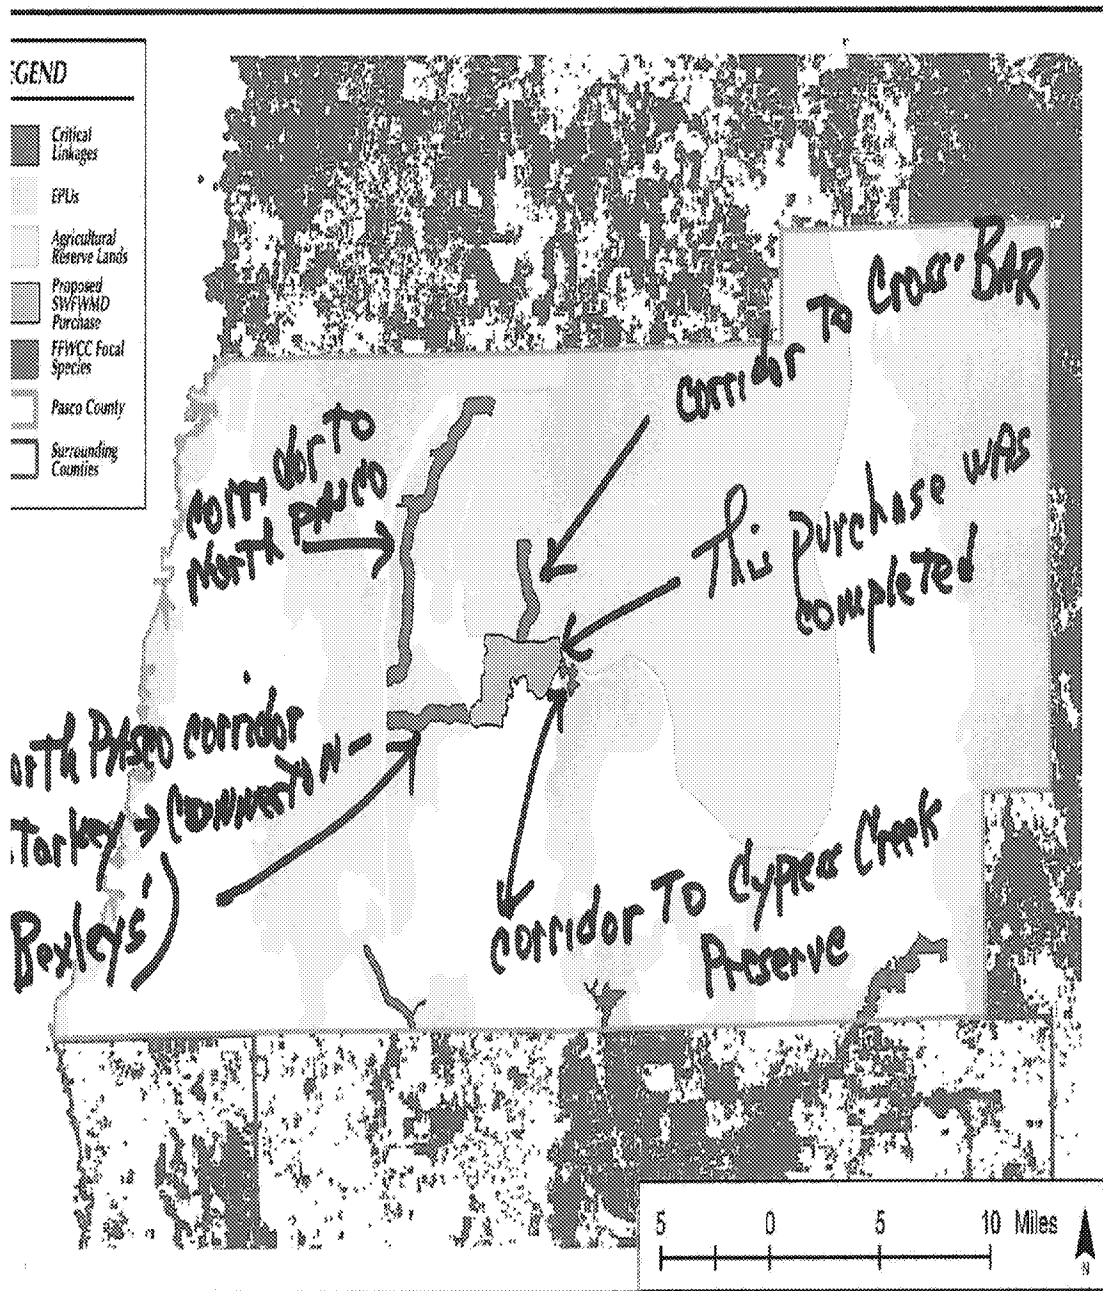 EGEND
Critical
Linkages
EPUs
Agricultural
Reserve Lands
Proposed
SWFWMD
Purchase
FFWCC Focal
Species
Pasco County
Surrounding
Counties
corridor to Cross-BAR
corridor to
North PASCO
This purchase was
completed
orth PAsco corridor
Starkey → Connerton -
Bexleys')
corridor To Cypress Creek
Preserve
5 0 5 10 Miles
N